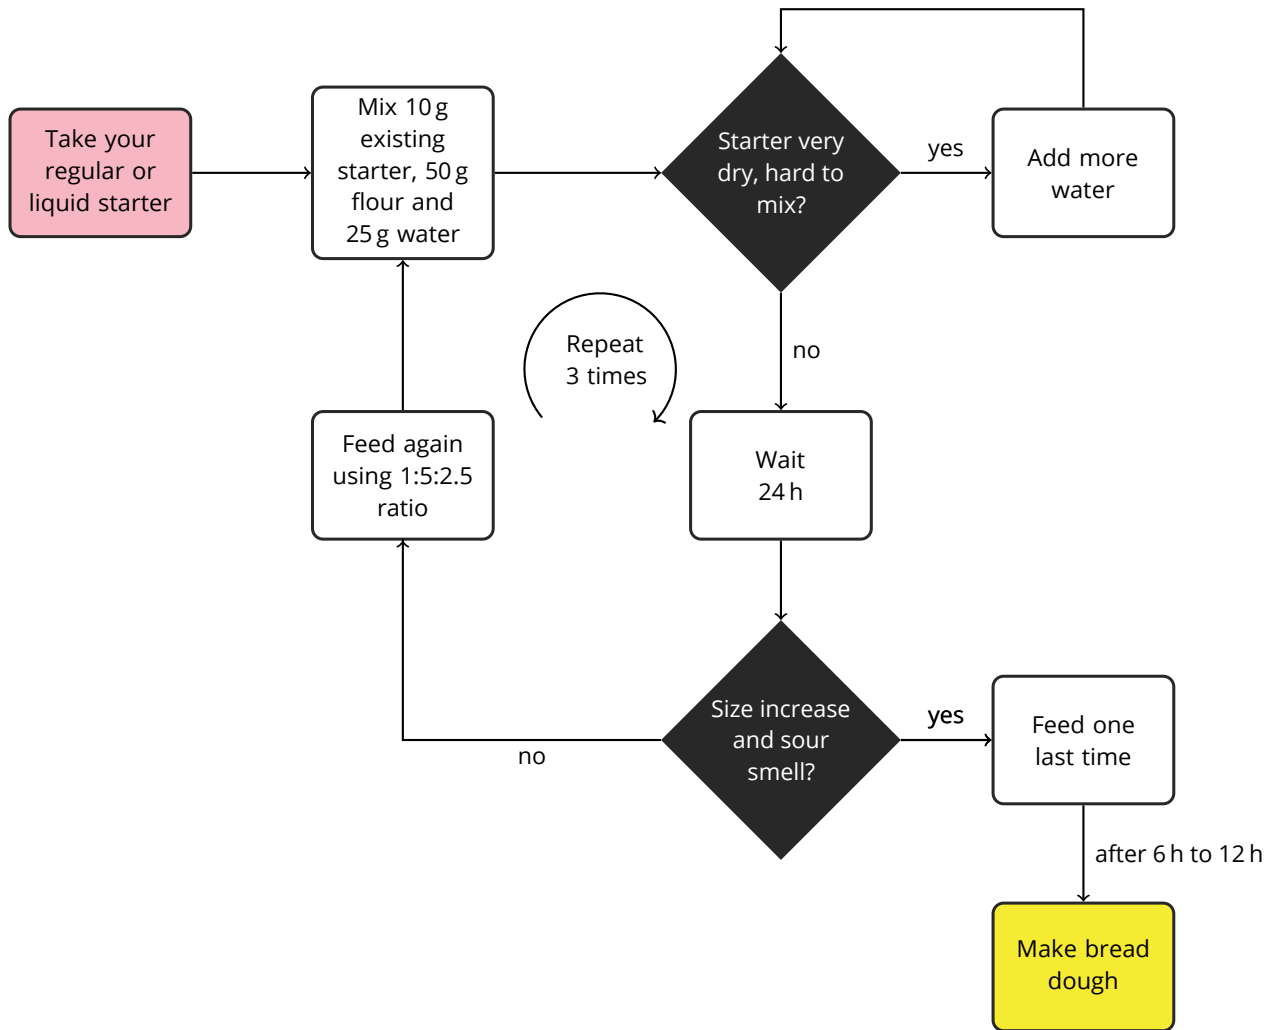 Take your
regular or
liquid starter
Mix 10 g
existing
starter, 50 g
flour and
25 g water
Starter very
dry, hard to
mix?
yes
Add more
water
no
Repeat
3 times
Feed again
using 1:5:2.5
ratio
Wait
24 h
Size increase
and sour
smell?
no
yes
Feed one
last time
after 6 h to 12 h
Make bread
dough